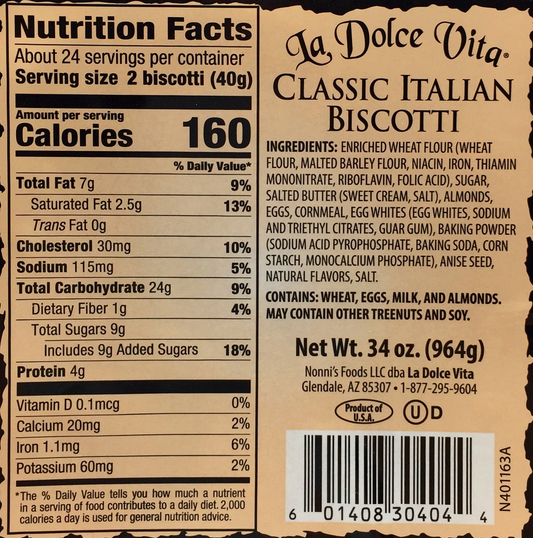 Nutrition Facts
About 24 servings per container
Serving size 2 biscotti (40g)
Amount per serving
Calories 160
% Daily Value*
Total Fat 7g 9%
Saturated Fat 2.5g 13%
Trans Fat 0g
Cholesterol 30mg 10%
Sodium 115mg 5%
Total Carbohydrate 24g 9%
Dietary Fiber 1g 4%
Total Sugars 9g
Includes 9g Added Sugars 18%
Protein 4g
Vitamin D 0.1mcg 0%
Calcium 20mg 2%
Iron 1.1mg 6%
Potassium 60mg 2%
*The % Daily Value tells you how much a nutrient
in a serving of food contributes to a daily diet. 2,000
calories a day is used for general nutrition advice.
La Dolce Vita®
CLASSIC ITALIAN
BISCOTTI
INGREDIENTS: ENRICHED WHEAT FLOUR (WHEAT
FLOUR, MALTED BARLEY FLOUR, NIACIN, IRON, THIAMIN
MONONITRATE, RIBOFLAVIN, FOLIC ACID), SUGAR,
SALTED BUTTER (SWEET CREAM, SALT), ALMONDS,
EGGS, CORNMEAL, EGG WHITES (EGG WHITES, SODIUM
AND TRIETHYL CITRATES, GUAR GUM), BAKING POWDER
(SODIUM ACID PYROPHOSPHATE, BAKING SODA, CORN
STARCH, MONOCALCIUM PHOSPHATE), ANISE SEED,
NATURAL FLAVORS, SALT.
CONTAINS: WHEAT, EGGS, MILK, AND ALMONDS.
MAY CONTAIN OTHER TREENUTS AND SOY.
Net Wt. 34 oz. (964g)
Nonni's Foods LLC dba La Dolce Vita
Glendale, AZ 85307 • 1-877-295-9604
Product of
U.S.A.
U D
6 01408 30404 4
N401163A